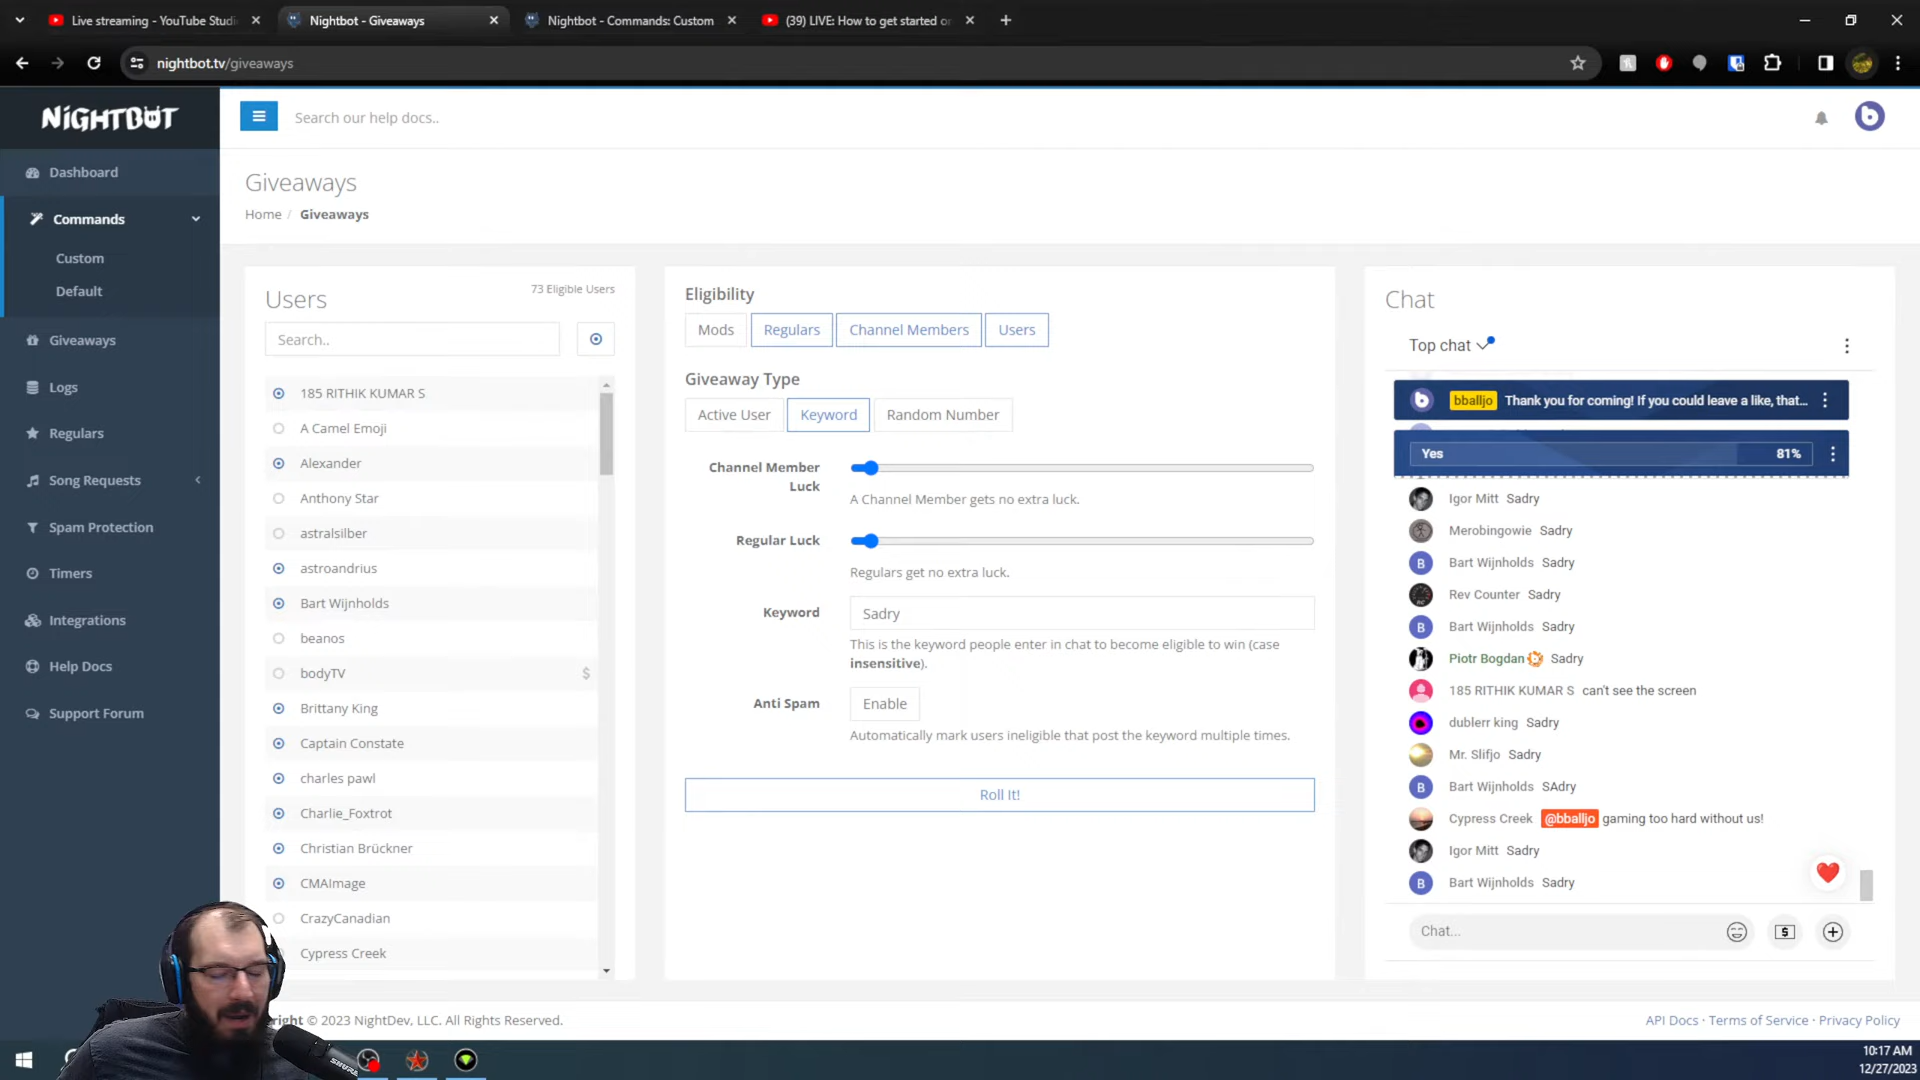 Live streaming - YouTube Studi
Nightbot - Giveaways
Nightbot - Commands: Custom
(39) LIVE: How to get started on
nightbot.tv/giveaways
NiGHTBOT
Search our help docs..
Dashboard
Commands
Custom
Default
Giveaways
Logs
Regulars
Song Requests
Spam Protection
Timers
Integrations
Help Docs
Support Forum
Giveaways
Home / Giveaways
Users
73 Eligible Users
Search..
185 RITHIK KUMAR S
A Camel Emoji
Alexander
Anthony Star
astralsilber
astroandrius
Bart Wijnholds
beanos
bodyTV $
Brittany King
Captain Constate
charles pawl
Charlie_Foxtrot
Christian Brückner
CMAImage
CrazyCanadian
Cypress Creek
Eligibility
Mods Regulars Channel Members Users
Giveaway Type
Active User Keyword Random Number
Channel Member
Luck
A Channel Member gets no extra luck.
Regular Luck
Regulars get no extra luck.
Keyword Sadry
This is the keyword people enter in chat to become eligible to win (case
insensitive).
Anti Spam Enable
Automatically mark users ineligible that post the keyword multiple times.
Roll It!
Chat
Top chat
bballjo Thank you for coming! If you could leave a like, that...
Yes 81%
Igor Mitt Sadry
Merobingowie Sadry
B Bart Wijnholds Sadry
Rev Counter Sadry
B Bart Wijnholds Sadry
Piotr Bogdan Sadry
185 RITHIK KUMAR S can't see the screen
dublerr king Sadry
Mr. Slifjo Sadry
B Bart Wijnholds SAdry
Cypress Creek @bballjo gaming too hard without us!
Igor Mitt Sadry
B Bart Wijnholds Sadry
Chat...
right © 2023 NightDev, LLC. All Rights Reserved.
API Docs · Terms of Service · Privacy Policy
SHURE
10:17 AM
12/27/2023